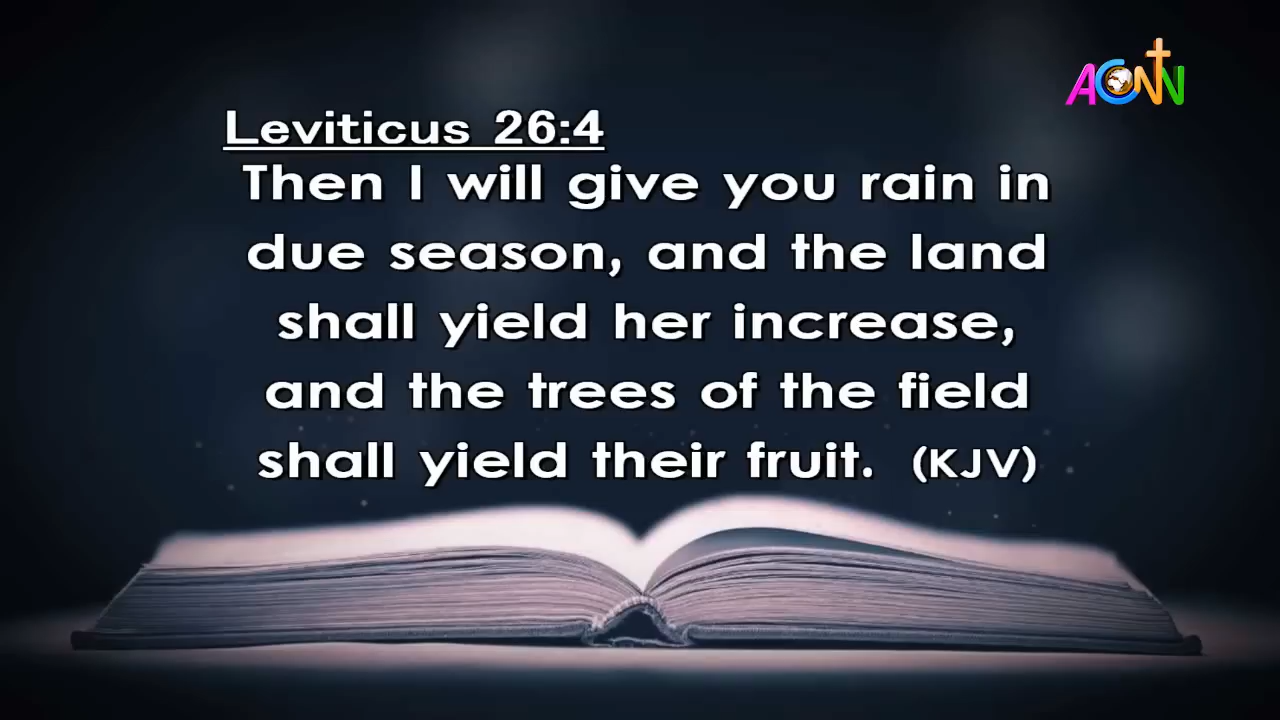 ACNN
Leviticus 26:4
Then I will give you rain in
due season, and the land
shall yield her increase,
and the trees of the field
shall yield their fruit. (KJV)